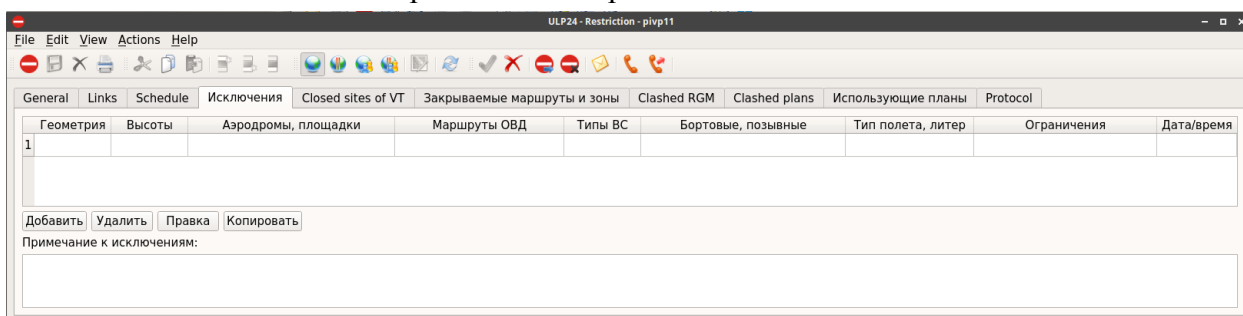 ULP24 - Restriction - pivp11
File Edit View Actions Help
General Links Schedule Исключения Closed sites of VT Закрываемые маршруты и зоны Clashed RGM Clashed plans Использующие планы Protocol
Геометрия Высоты Аэродромы, площадки Маршруты ОВД Типы ВС Бортовые, позывные Тип полета, литер Ограничения Дата/время
1
Добавить Удалить Правка Копировать
Примечание к исключениям: